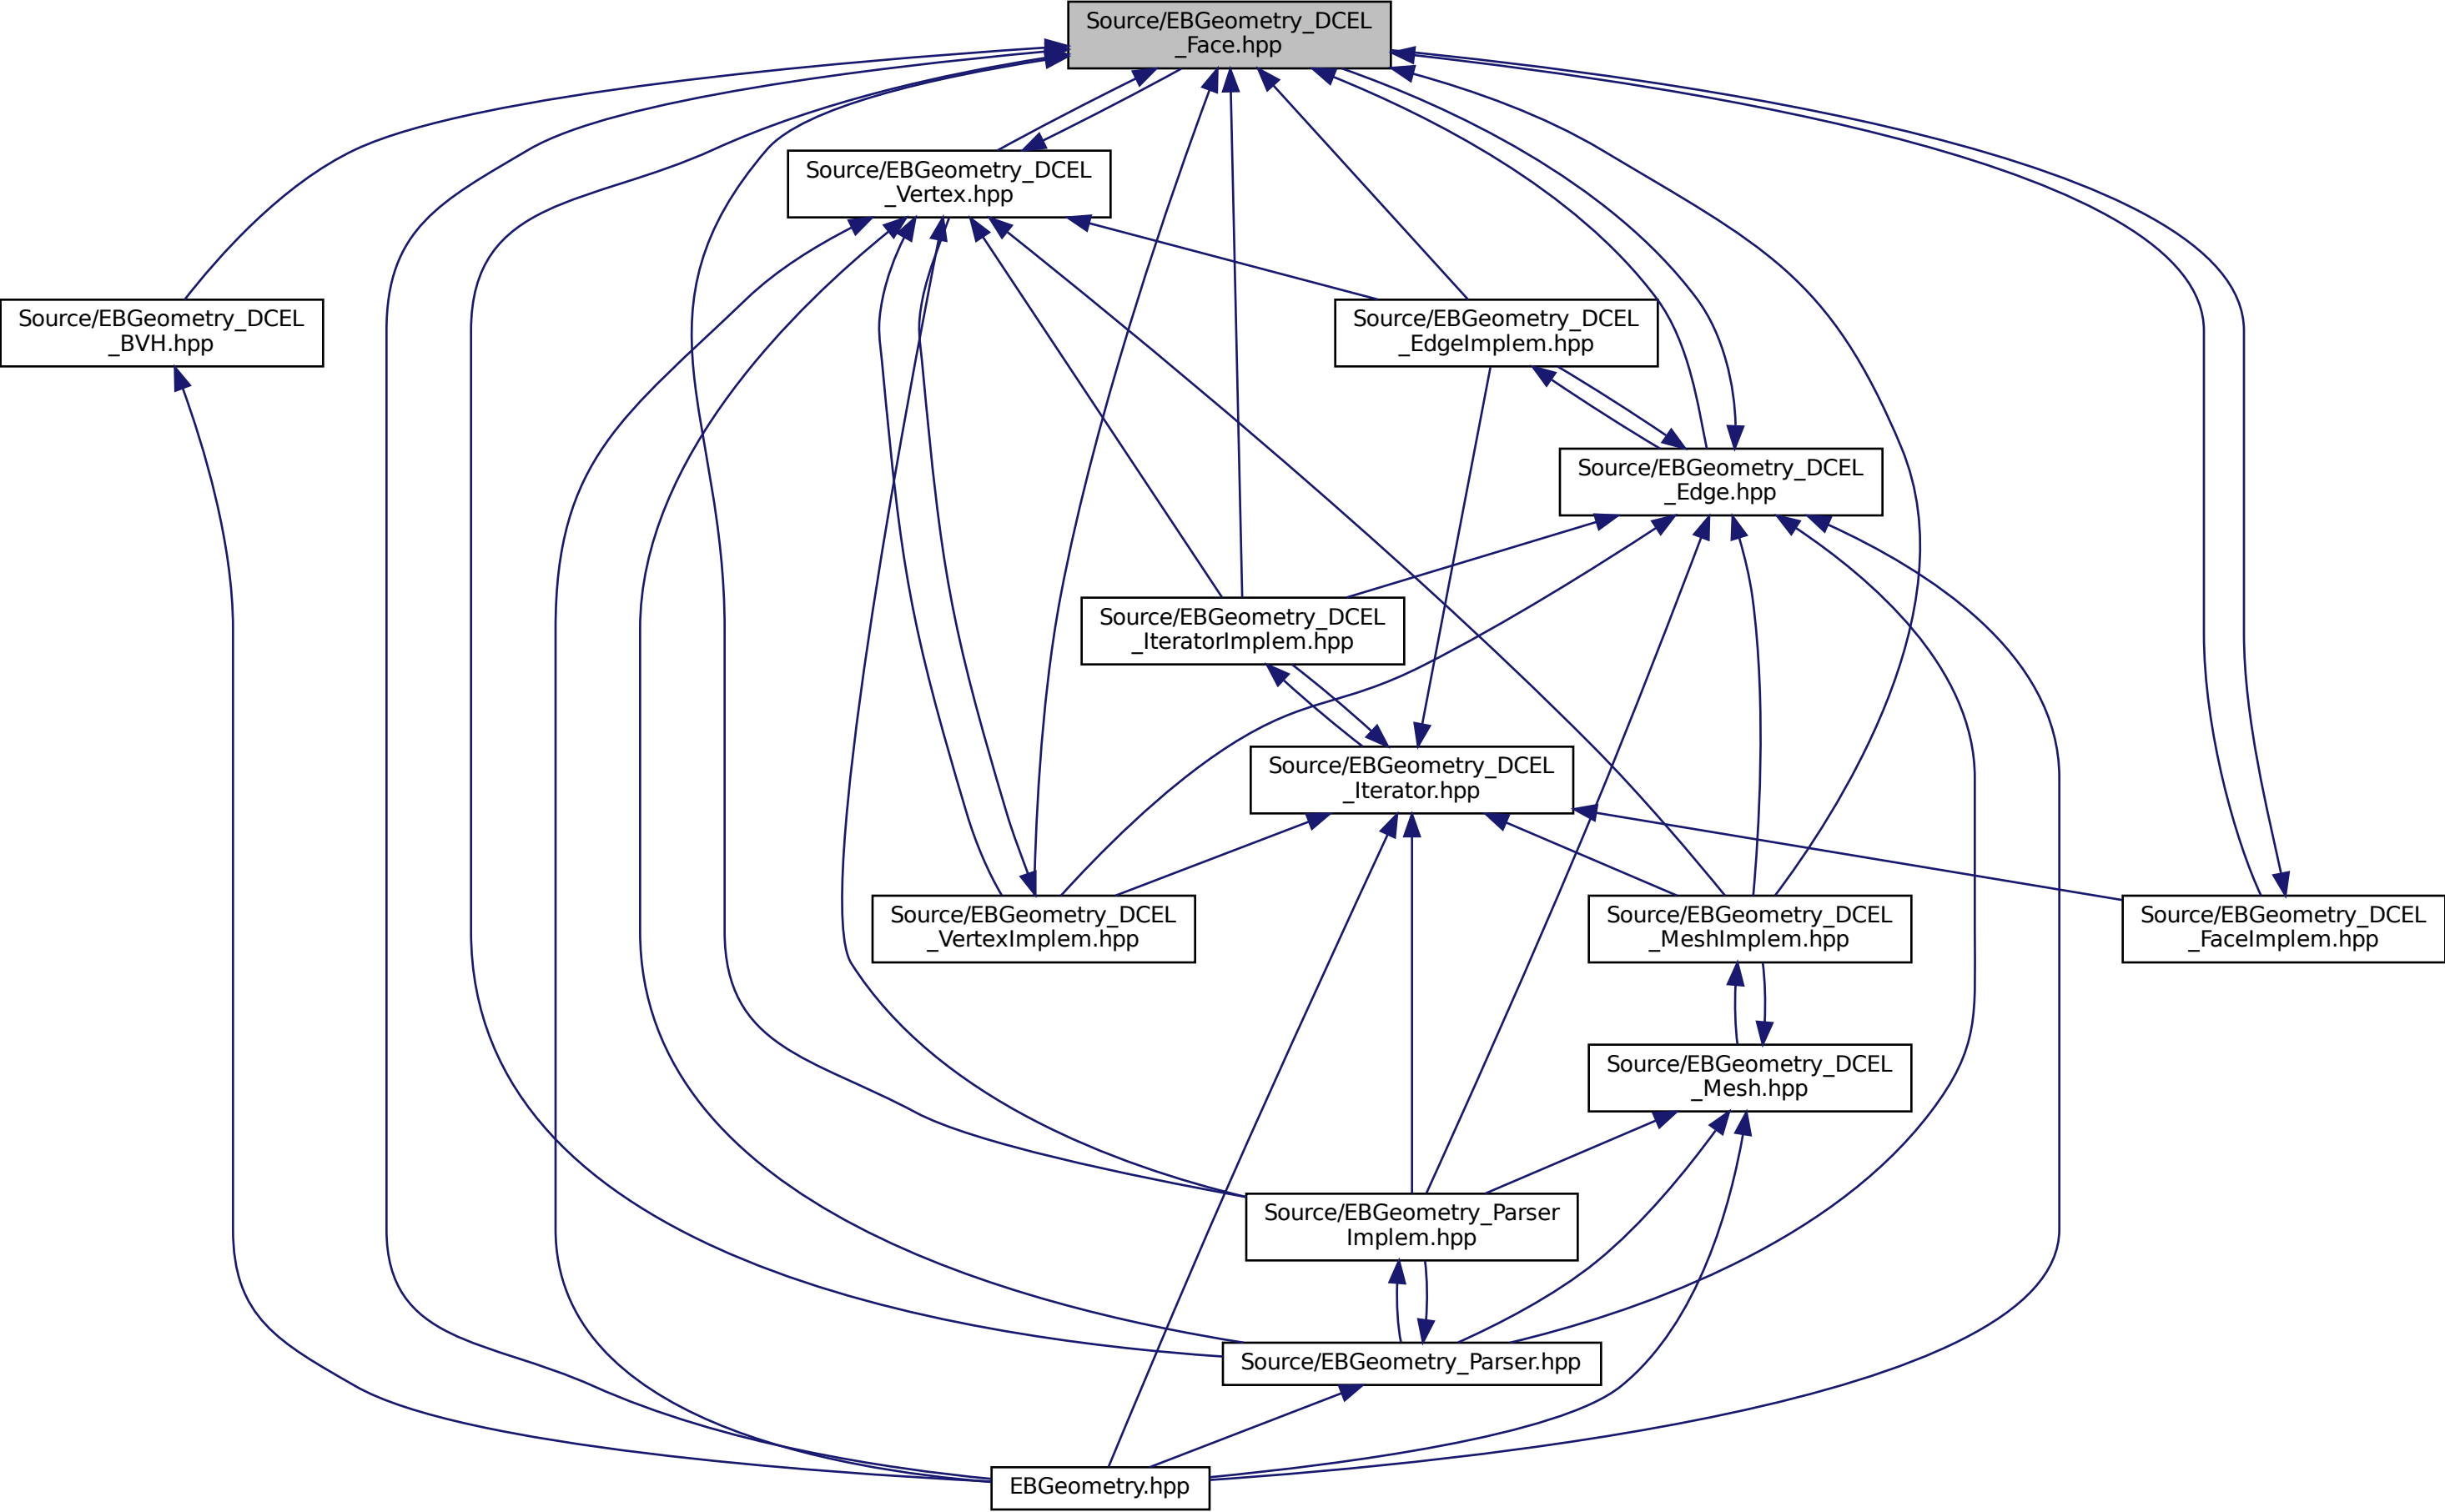 Source/EBGeometry_DCEL
_Face.hpp
Source/EBGeometry_DCEL
_Vertex.hpp
Source/EBGeometry_DCEL
_BVH.hpp
Source/EBGeometry_DCEL
_EdgeImplem.hpp
Source/EBGeometry_DCEL
_Edge.hpp
Source/EBGeometry_DCEL
_IteratorImplem.hpp
Source/EBGeometry_DCEL
_Iterator.hpp
Source/EBGeometry_DCEL
_VertexImplem.hpp
Source/EBGeometry_DCEL
_MeshImplem.hpp
Source/EBGeometry_DCEL
_FaceImplem.hpp
Source/EBGeometry_DCEL
_Mesh.hpp
Source/EBGeometry_Parser
Implem.hpp
Source/EBGeometry_Parser.hpp
EBGeometry.hpp